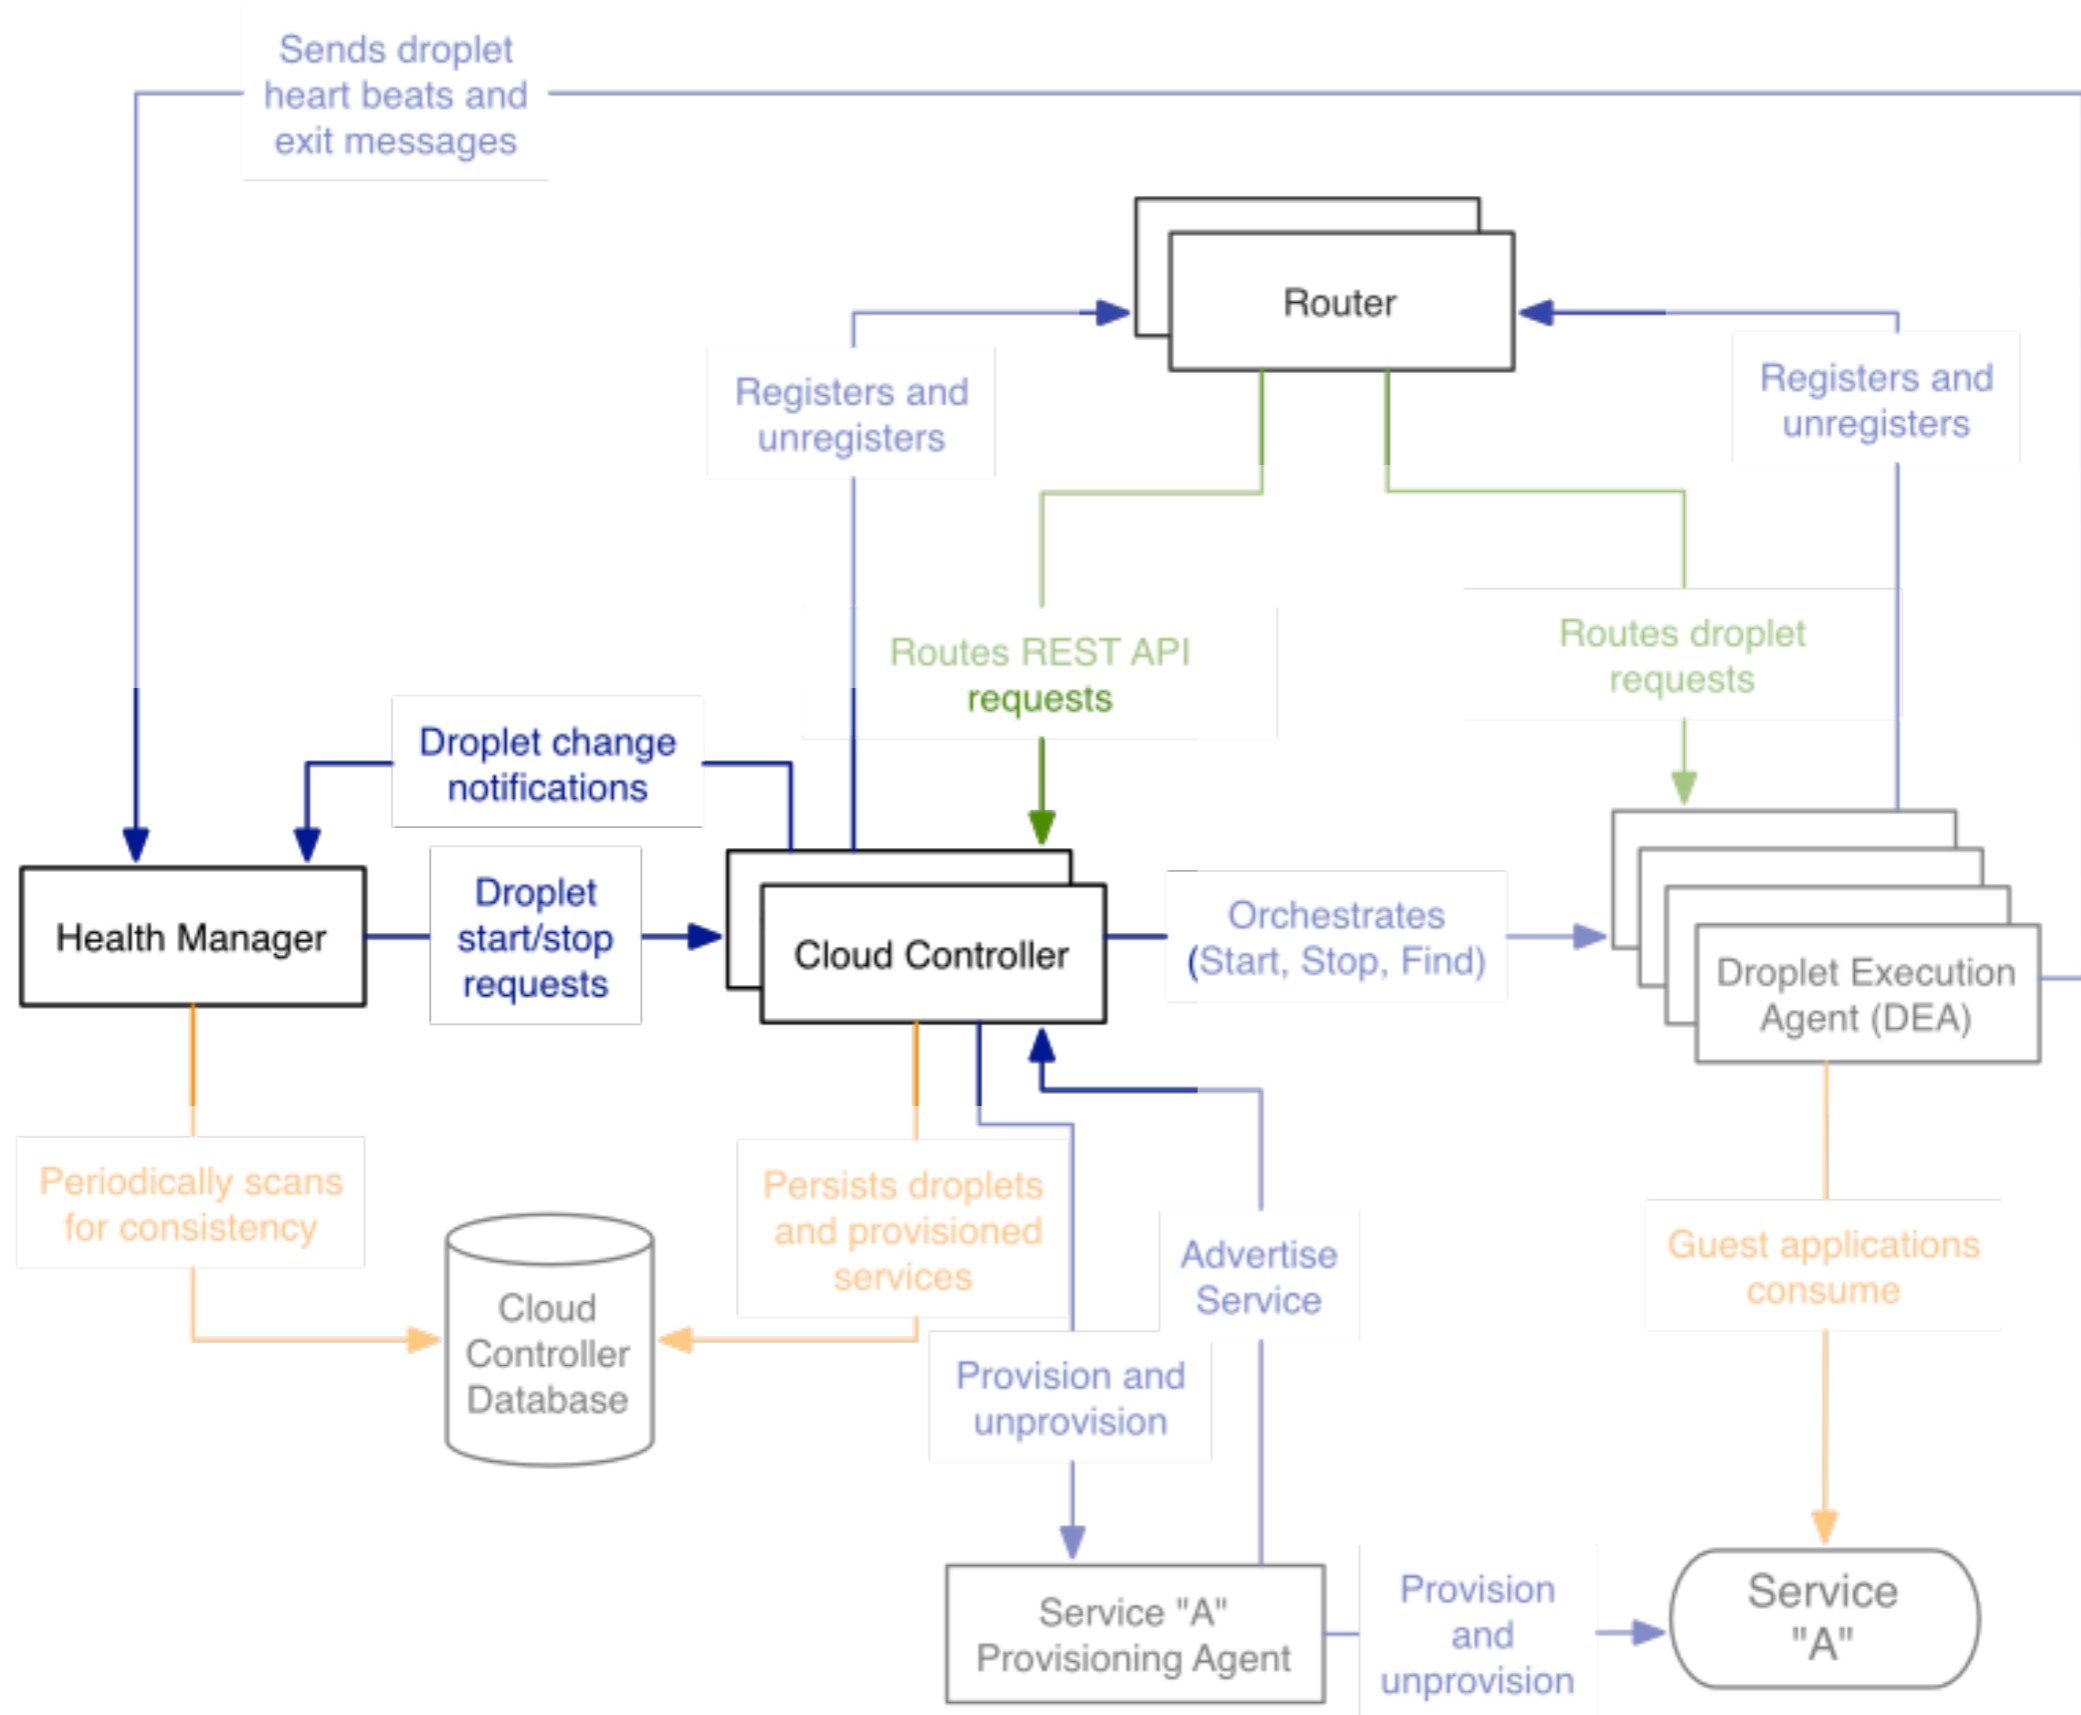 Sends droplet
heart beats and
exit messages
Router
Registers and
unregisters
Registers and
unregisters
Routes REST API
requests
Routes droplet
requests
Droplet change
notifications
Health Manager
Droplet
start/stop
requests
Cloud Controller
Orchestrates
(Start, Stop, Find)
Droplet Execution
Agent (DEA)
Periodically scans
for consistency
Persists droplets
and provisioned
services
Advertise
Service
Guest applications
consume
Cloud
Controller
Database
Provision and
unprovision
Service "A"
Provisioning Agent
Provision
and
unprovision
Service
"A"